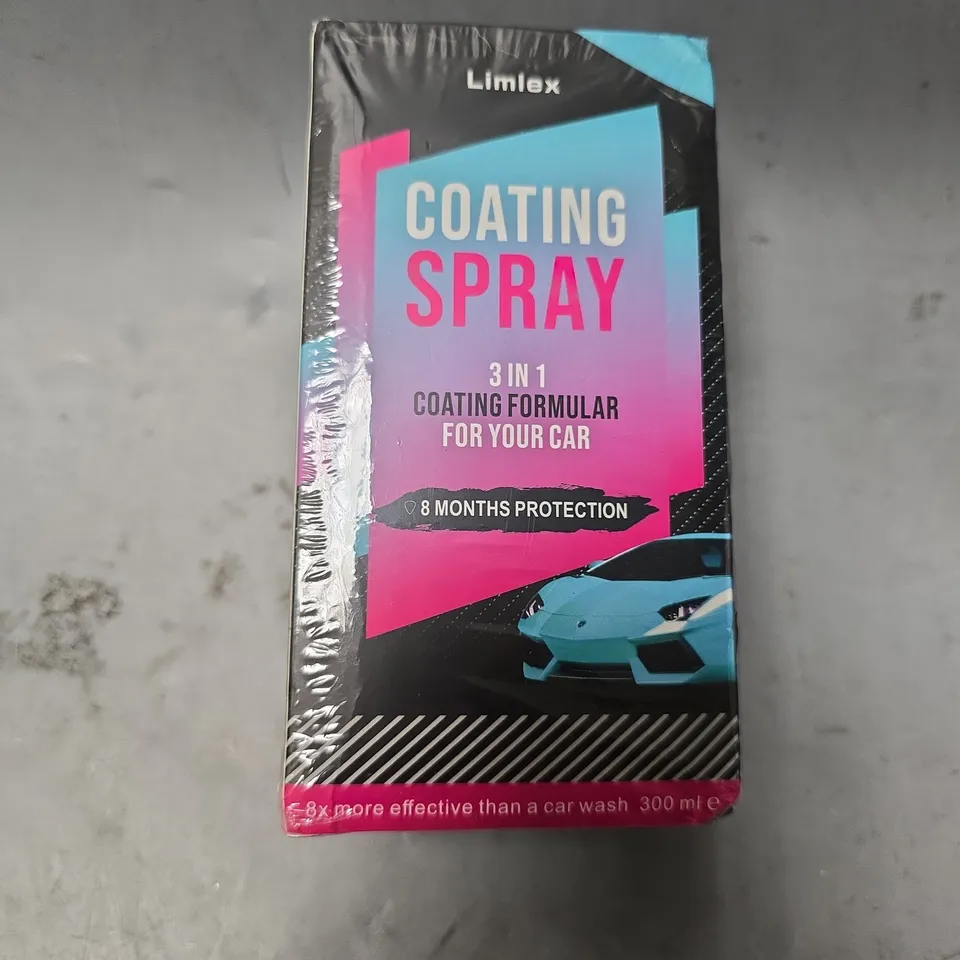 Limlex
COATING
SPRAY
3 IN 1
COATING FORMULAR
FOR YOUR CAR
8 MONTHS PROTECTION
8x more effective than a car wash 300 ml ℮